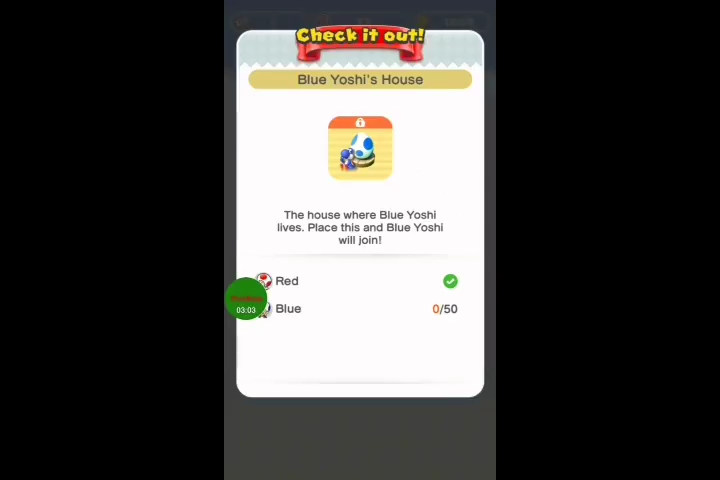 Check it out!
Blue Yoshi's House
The house where Blue Yoshi
lives. Place this and Blue Yoshi
will join!
Red
Blue 0/50
03:03